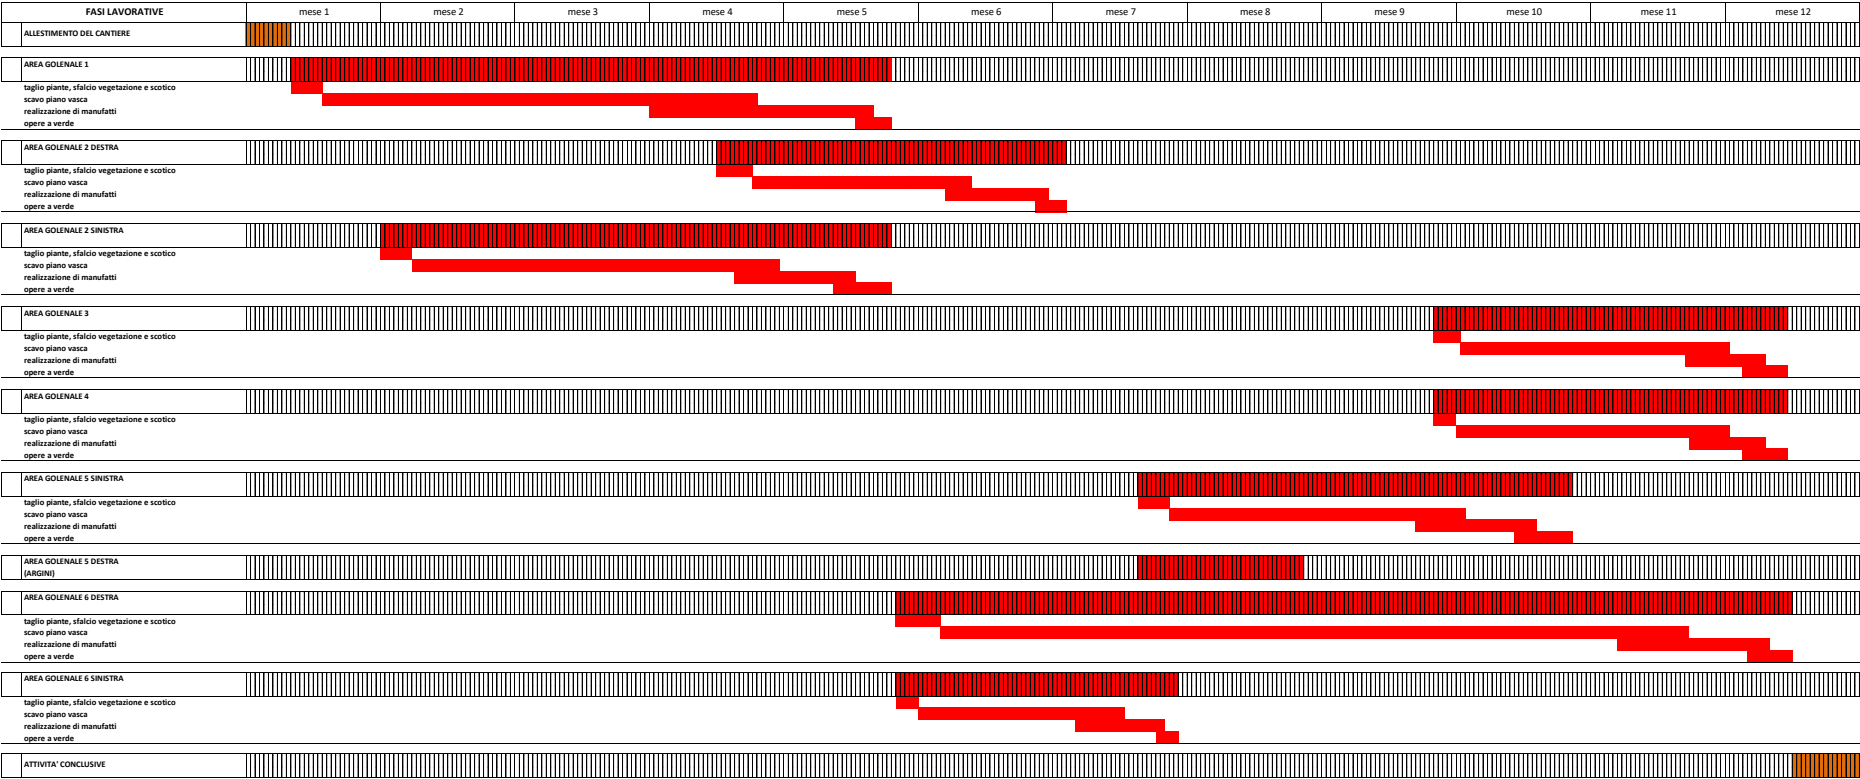 FASI LAVORATIVE mese 1 mese 2 mese 3 mese 4 mese 5 mese 6 mese 7 mese 8 mese 9 mese 10 mese 11 mese 12
ALLESTIMENTO DEL CANTIERE
AREA GOLENALE 1
taglio piante, sfalcio vegetazione e scotico
scavo piano vasca
realizzazione di manufatti
opere a verde
AREA GOLENALE 2 DESTRA
taglio piante, sfalcio vegetazione e scotico
scavo piano vasca
realizzazione di manufatti
opere a verde
AREA GOLENALE 2 SINISTRA
taglio piante, sfalcio vegetazione e scotico
scavo piano vasca
realizzazione di manufatti
opere a verde
AREA GOLENALE 3
taglio piante, sfalcio vegetazione e scotico
scavo piano vasca
realizzazione di manufatti
opere a verde
AREA GOLENALE 4
taglio piante, sfalcio vegetazione e scotico
scavo piano vasca
realizzazione di manufatti
opere a verde
AREA GOLENALE 5 SINISTRA
taglio piante, sfalcio vegetazione e scotico
scavo piano vasca
realizzazione di manufatti
opere a verde
AREA GOLENALE 5 DESTRA
(ARGINI)
AREA GOLENALE 6 DESTRA
taglio piante, sfalcio vegetazione e scotico
scavo piano vasca
realizzazione di manufatti
opere a verde
AREA GOLENALE 6 SINISTRA
taglio piante, sfalcio vegetazione e scotico
scavo piano vasca
realizzazione di manufatti
opere a verde
ATTIVITA' CONCLUSIVE